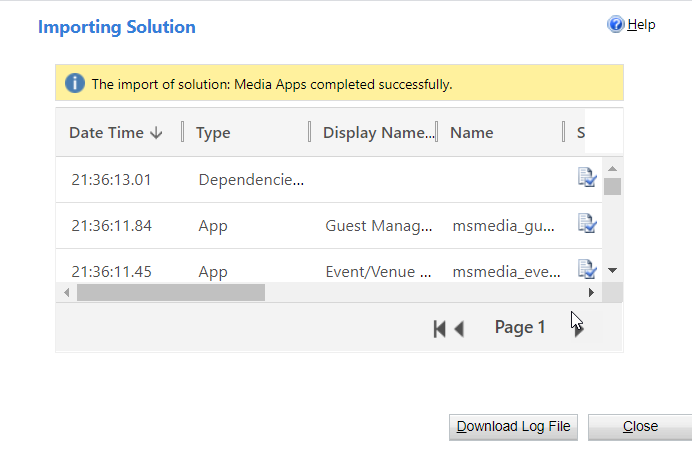 Importing Solution
Help
The import of solution: Media Apps completed successfully.
Date Time Type Display Name... Name S
21:36:13.01 Dependencie...
21:36:11.84 App Guest Manag... msmedia_gu...
21:36:11.45 App Event/Venue ... msmedia_eve...
Page 1
Download Log File Close